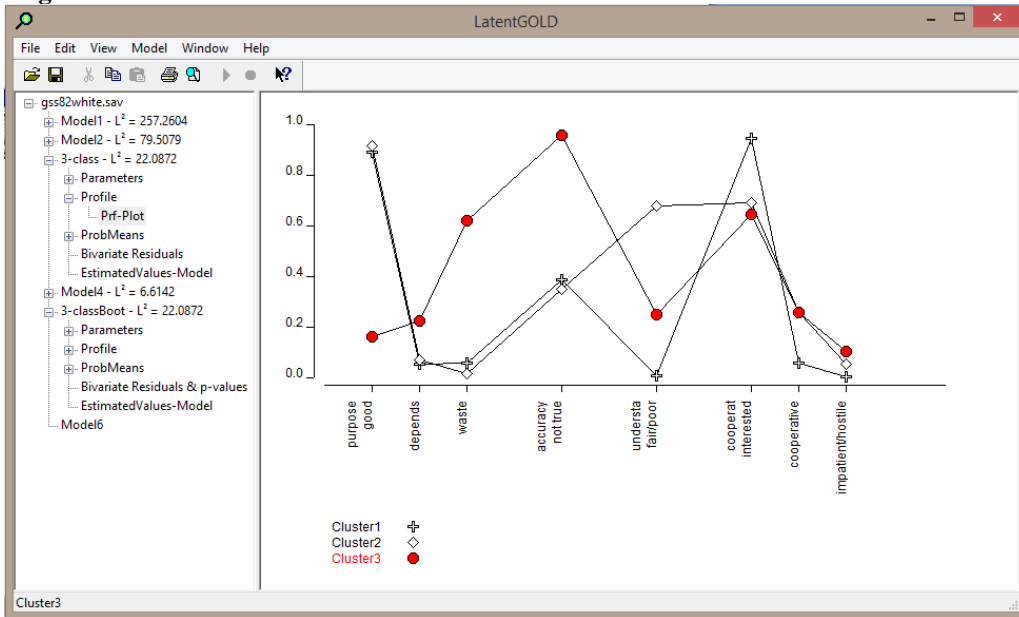 LatentGOLD
File Edit View Model Window Help
gss82white.sav
Model1 - L² = 257.2604
Model2 - L² = 79.5079
3-class - L² = 22.0872
Parameters
Profile
Prf-Plot
ProbMeans
Bivariate Residuals
EstimatedValues-Model
Model4 - L² = 6.6142
3-classBoot - L² = 22.0872
Parameters
Profile
ProbMeans
Bivariate Residuals & p-values
EstimatedValues-Model
Model6
1.0
0.8
0.6
0.4
0.2
0.0
purpose
good
depends
waste
accuracy
not true
understa
fair/poor
cooperat
interested
cooperative
impatient/hostile
Cluster1
Cluster2
Cluster3
Cluster3